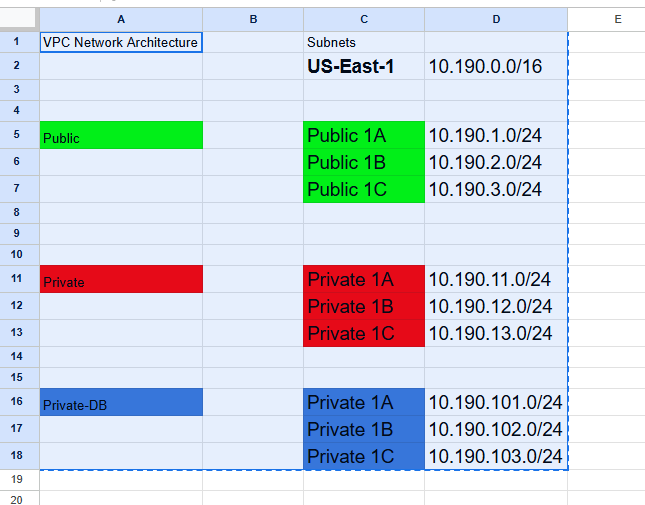 A B C D E
1 VPC Network Architecture Subnets
2 US-East-1 10.190.0.0/16
3
4
5 Public Public 1A 10.190.1.0/24
6 Public 1B 10.190.2.0/24
7 Public 1C 10.190.3.0/24
8
9
10
11 Private Private 1A 10.190.11.0/24
12 Private 1B 10.190.12.0/24
13 Private 1C 10.190.13.0/24
14
15
16 Private-DB Private 1A 10.190.101.0/24
17 Private 1B 10.190.102.0/24
18 Private 1C 10.190.103.0/24
19
20